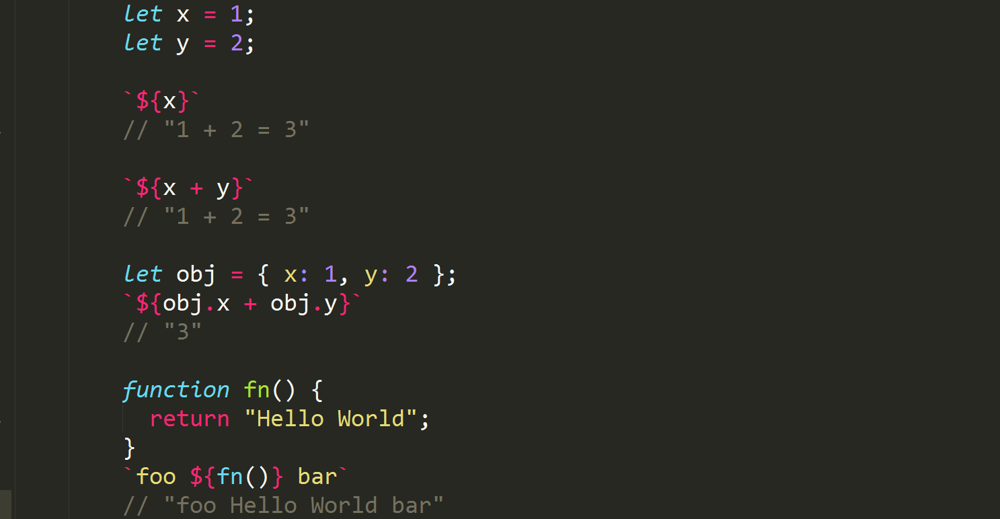 let x = 1;
let y = 2;
`${x}`
// "1 + 2 = 3"
`${x + y}`
// "1 + 2 = 3"
let obj = { x: 1, y: 2 };
`${obj.x + obj.y}`
// "3"
function fn() {
return "Hello World";
}
`foo ${fn()} bar`
// "foo Hello World bar"